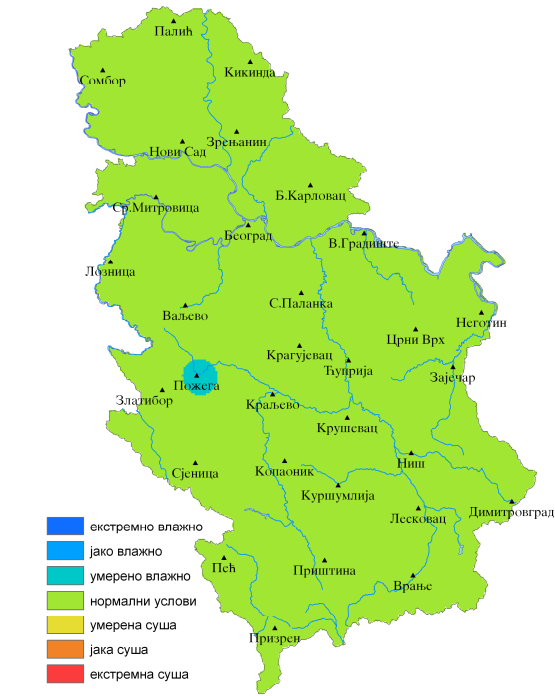 Палић
Кикинда
Сомбор
Зрењанин
Нови Сад
Б.Карловац
Ср.Митровица
Београд
В.Градиште
Лозница
С.Паланка
Ваљево
Неготин
Црни Врх
Крагујевац
Ћуприја
Зајечар
Пожега
Златибор
Краљево
Крушевац
Ниш
Сјеница
Копаоник
Куршумлија
Димитровград
Лесковац
Пећ
Приштина
Врање
Призрен
екстремно влажно
јако влажно
умерено влажно
нормални услови
умерена суша
јака суша
екстремна суша